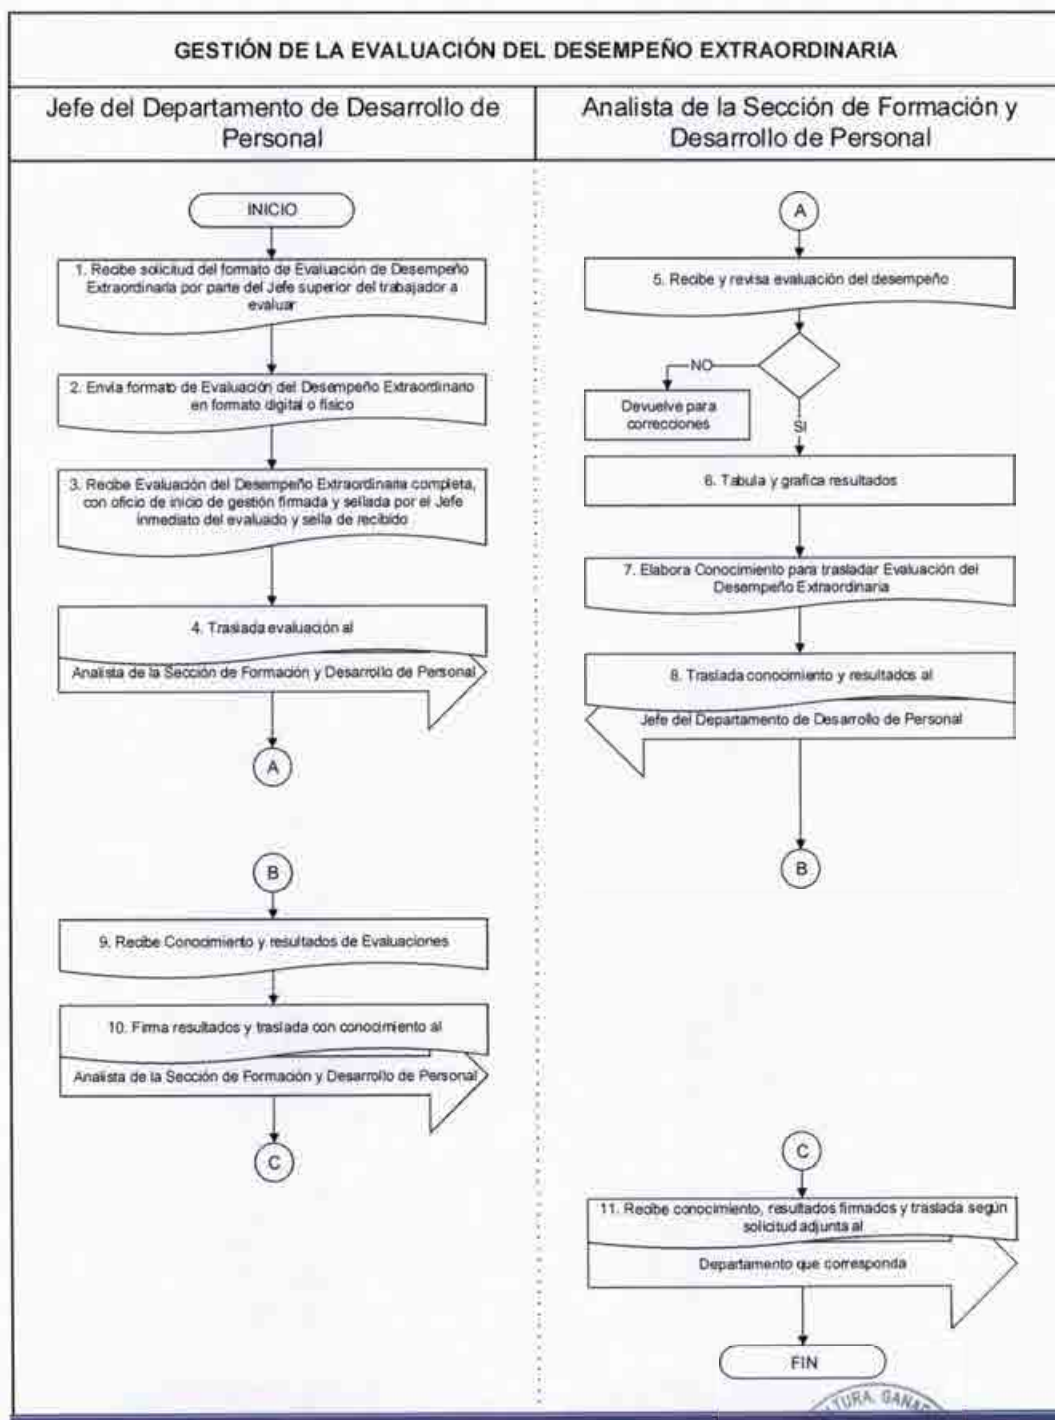 GESTIÓN DE LA EVALUACIÓN DEL DESEMPEÑO EXTRAORDINARIA
Jefe del Departamento de Desarrollo de
Personal
Analista de la Sección de Formación y
Desarrollo de Personal
INICIO
1. Recibe solicitud del formato de Evaluación de Desempeño
Extraordinaria por parte del Jefe superior del trabajador a
evaluar
2. Envía formato de Evaluación del Desempeño Extraordinario
en formato digital o físico
3. Recibe Evaluación del Desempeño Extraordinaria completa,
con oficio de inicio de gestión firmada y sellada por el Jefe
inmediato del evaluado y sella de recibido
4. Traslada evaluación al
Analista de la Sección de Formación y Desarrollo de Personal
A
A
5. Recibe y revisa evaluación del desempeño
NO
Devuelve para
correcciones
SI
6. Tabula y grafica resultados
7. Elabora Conocimiento para trasladar Evaluación del
Desempeño Extraordinaria
8. Traslada conocimiento y resultados al
Jefe del Departamento de Desarrollo de Personal
B
B
9. Recibe Conocimiento y resultados de Evaluaciones
10. Firma resultados y traslada con conocimiento al
Analista de la Sección de Formación y Desarrollo de Personal
C
C
11. Recibe conocimiento, resultados firmados y traslada según
solicitud adjunta al
Departamento que corresponda
FIN